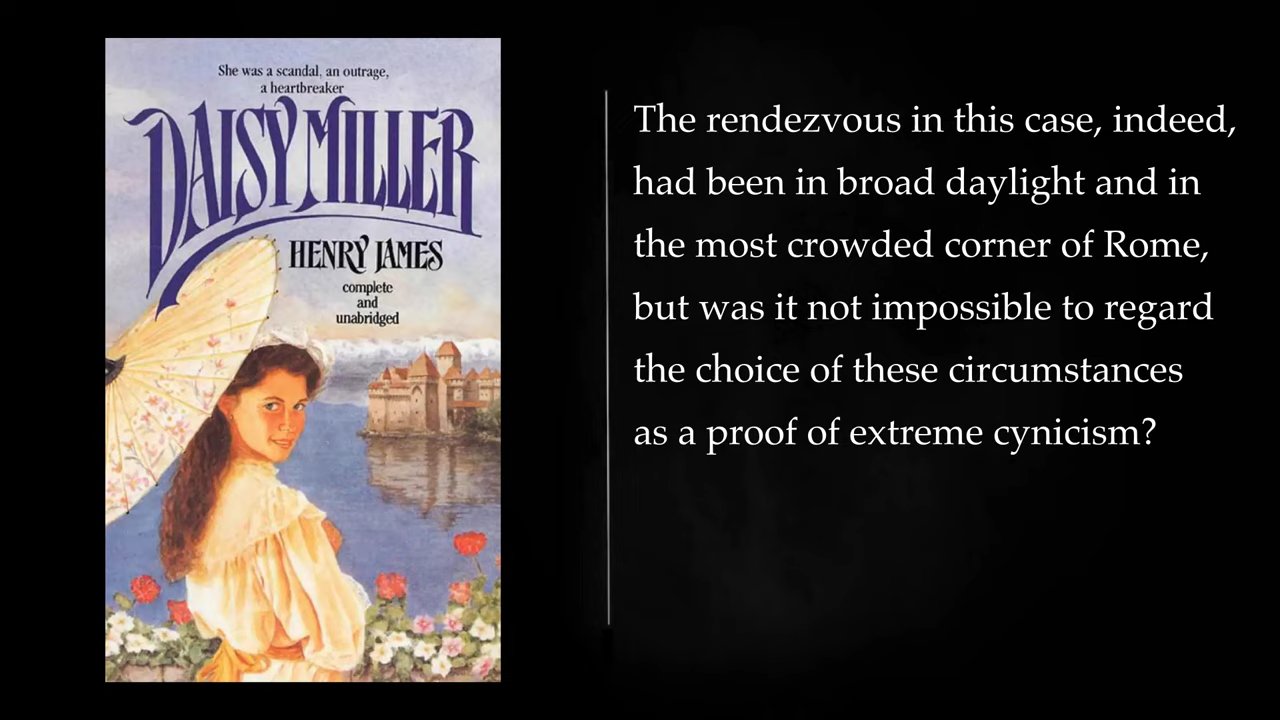 She was a scandal, an outrage,
a heartbreaker
DAISY MILLER
HENRY JAMES
complete
and
unabridged
The rendezvous in this case, indeed,
had been in broad daylight and in
the most crowded corner of Rome,
but was it not impossible to regard
the choice of these circumstances
as a proof of extreme cynicism?